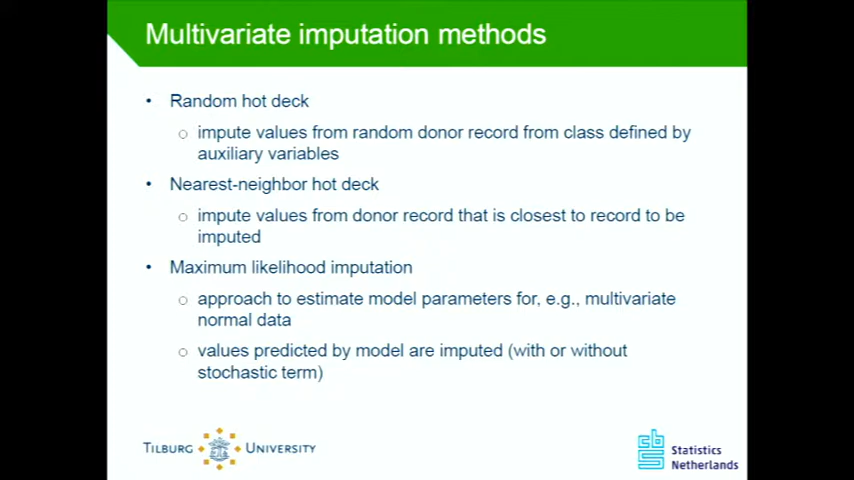 Multivariate imputation methods
• Random hot deck
○ impute values from random donor record from class defined by
auxiliary variables
• Nearest-neighbor hot deck
○ impute values from donor record that is closest to record to be
imputed
• Maximum likelihood imputation
○ approach to estimate model parameters for, e.g., multivariate
normal data
○ values predicted by model are imputed (with or without
stochastic term)
TILBURG UNIVERSITY
cbs
Statistics
Netherlands